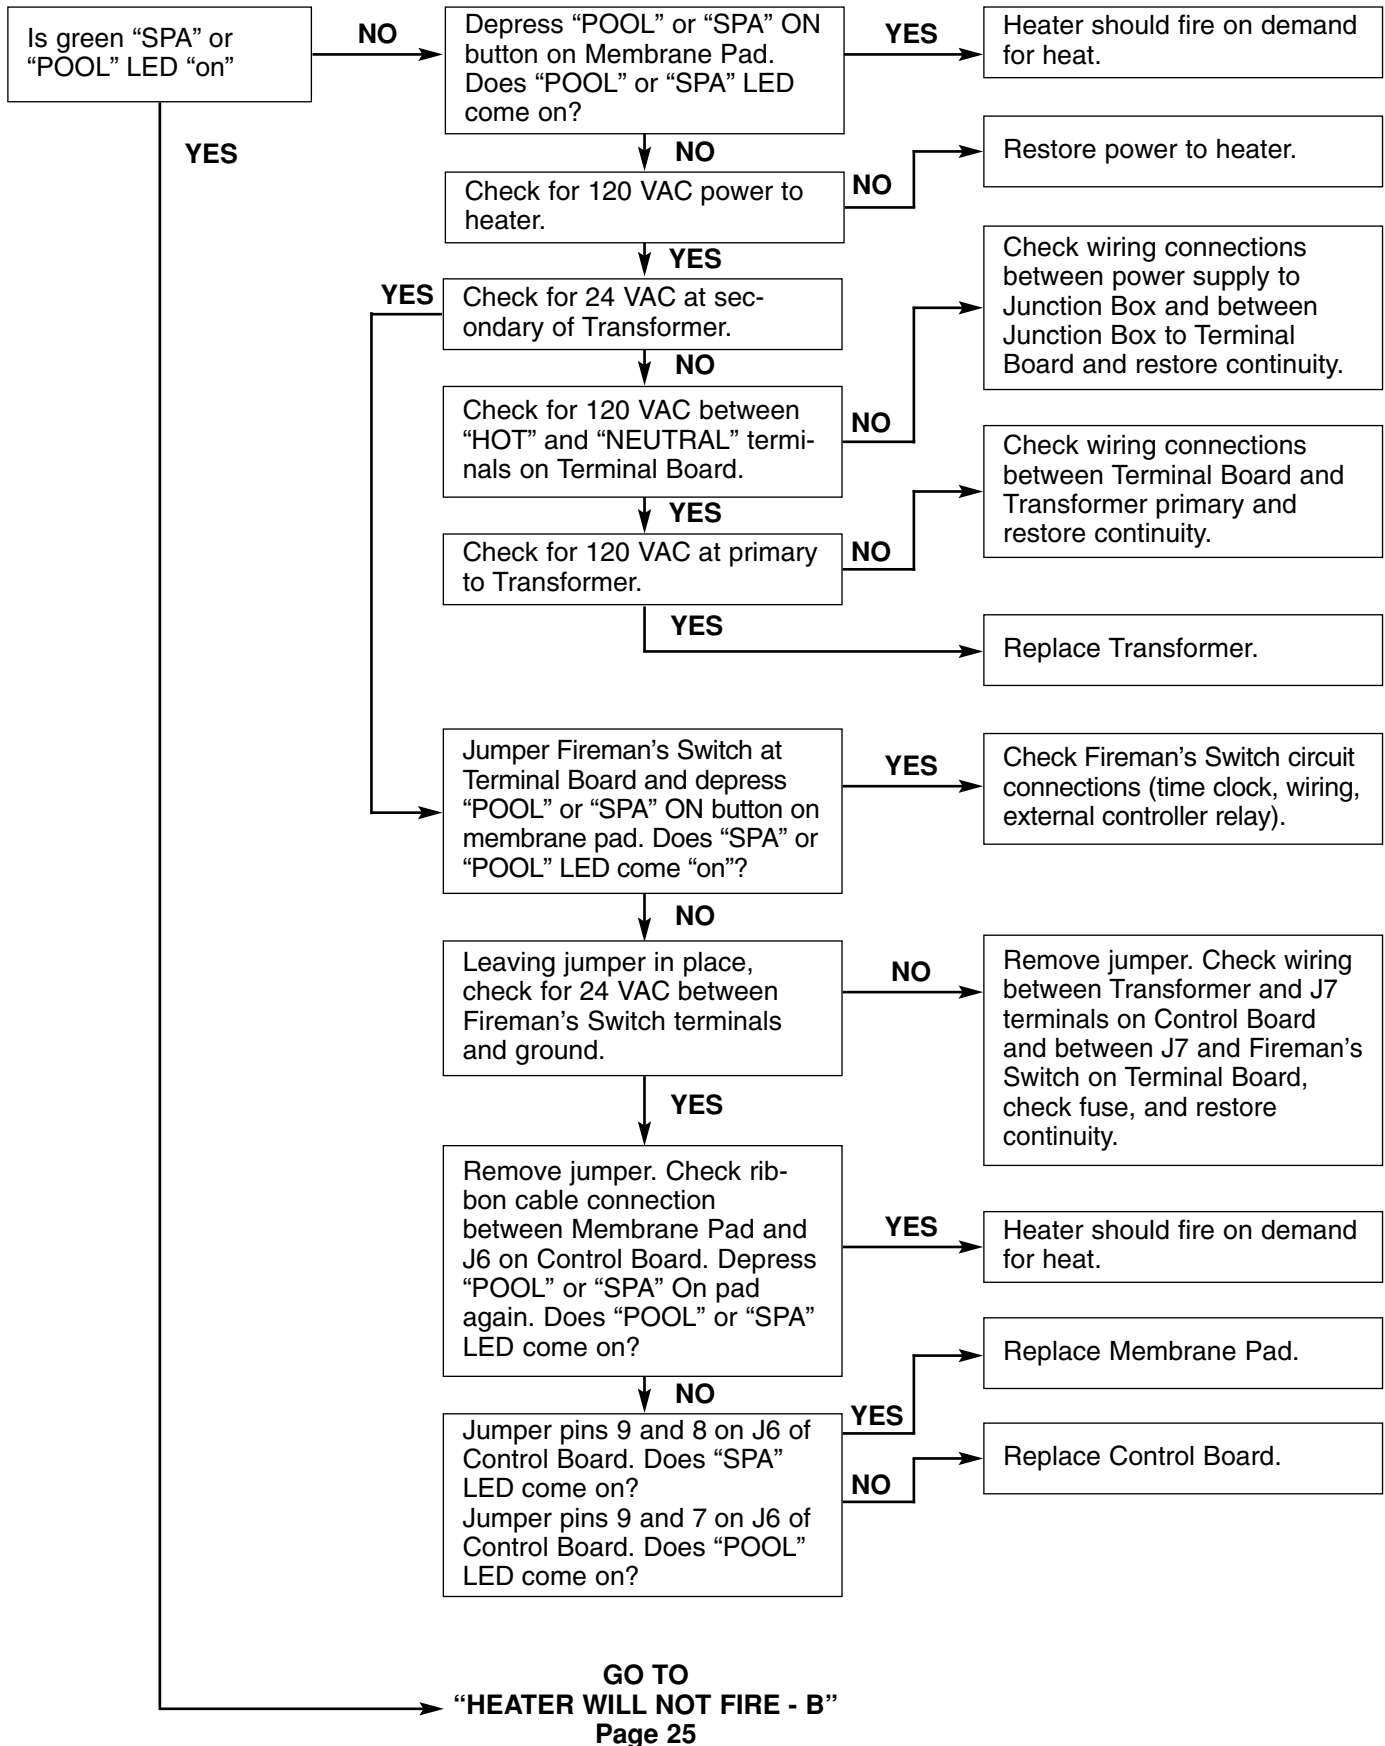 Is green “SPA” or
“POOL” LED “on”
NO
Depress “POOL” or “SPA” ON
button on Membrane Pad.
Does “POOL” or “SPA” LED
come on?
YES
Heater should fire on demand
for heat.
YES
NO
Check for 120 VAC power to
heater.
NO
Restore power to heater.
YES
YES
Check for 24 VAC at sec-
ondary of Transformer.
Check wiring connections
between power supply to
Junction Box and between
Junction Box to Terminal
Board and restore continuity.
NO
Check for 120 VAC between
“HOT” and “NEUTRAL” termi-
nals on Terminal Board.
NO
Check wiring connections
between Terminal Board and
Transformer primary and
restore continuity.
YES
Check for 120 VAC at primary
to Transformer.
NO
YES
Replace Transformer.
Jumper Fireman’s Switch at
Terminal Board and depress
“POOL” or “SPA” ON button on
membrane pad. Does “SPA” or
“POOL” LED come “on”?
YES
Check Fireman’s Switch circuit
connections (time clock, wiring,
external controller relay).
NO
Leaving jumper in place,
check for 24 VAC between
Fireman’s Switch terminals
and ground.
NO
Remove jumper. Check wiring
between Transformer and J7
terminals on Control Board
and between J7 and Fireman’s
Switch on Terminal Board,
check fuse, and restore
continuity.
YES
Remove jumper. Check rib-
bon cable connection
between Membrane Pad and
J6 on Control Board. Depress
“POOL” or “SPA” On pad
again. Does “POOL” or “SPA”
LED come on?
YES
Heater should fire on demand
for heat.
NO
Jumper pins 9 and 8 on J6 of
Control Board. Does “SPA”
LED come on?
Jumper pins 9 and 7 on J6 of
Control Board. Does “POOL”
LED come on?
YES
Replace Membrane Pad.
NO
Replace Control Board.
GO TO
“HEATER WILL NOT FIRE - B”
Page 25